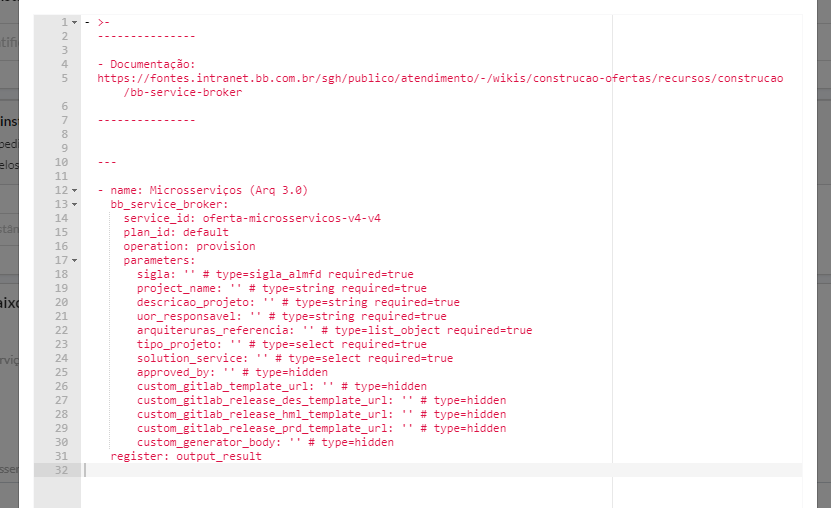 1 - >-
2 ---------------
3
4 - Documentação:
5 https://fontes.intranet.bb.com.br/sgh/publico/atendimento/-/wikis/construcao-ofertas/recursos/construcao
/bb-service-broker
6
7 ---------------
8
9
10 ---
11
12 - name: Microsserviços (Arq 3.0)
13 bb_service_broker:
14 service_id: oferta-microsservicos-v4-v4
15 plan_id: default
16 operation: provision
17 parameters:
18 sigla: '' # type=sigla_almfd required=true
19 project_name: '' # type=string required=true
20 descricao_projeto: '' # type=string required=true
21 uor_responsavel: '' # type=string required=true
22 arquiteruras_referencia: '' # type=list_object required=true
23 tipo_projeto: '' # type=select required=true
24 solution_service: '' # type=select required=true
25 approved_by: '' # type=hidden
26 custom_gitlab_template_url: '' # type=hidden
27 custom_gitlab_release_des_template_url: '' # type=hidden
28 custom_gitlab_release_hml_template_url: '' # type=hidden
29 custom_gitlab_release_prd_template_url: '' # type=hidden
30 custom_generator_body: '' # type=hidden
31 register: output_result
32